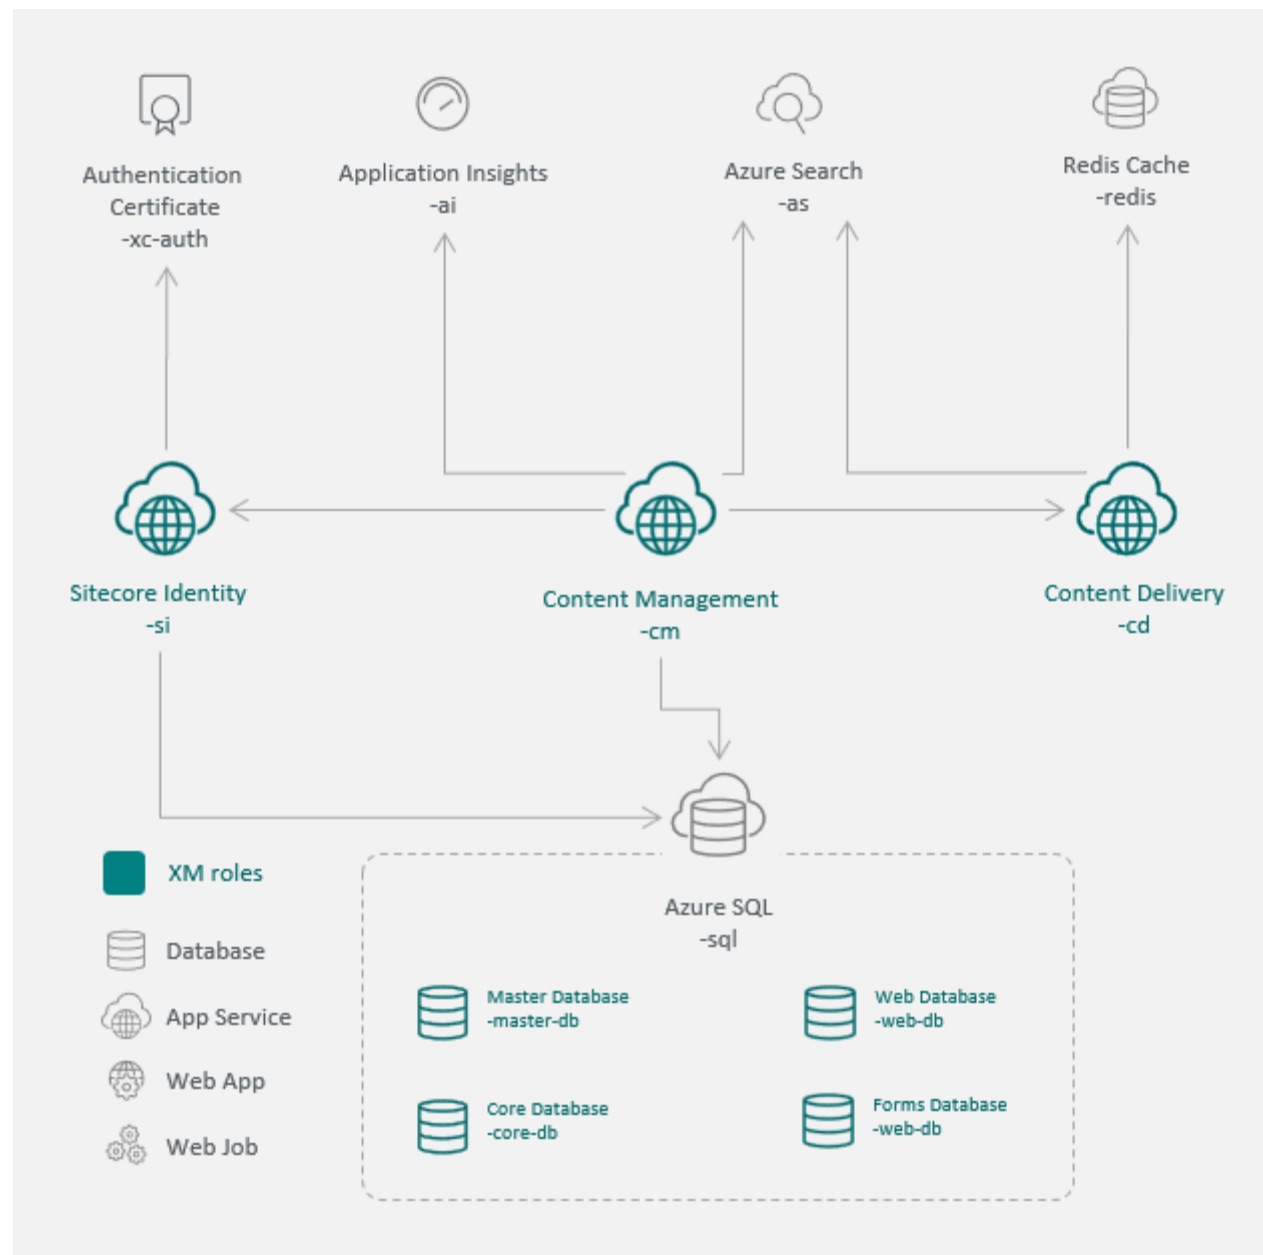 Authentication
Certificate
-xc-auth
Application Insights
-ai
Azure Search
-as
Redis Cache
-redis
Sitecore Identity
-si
Content Management
-cm
Content Delivery
-cd
XM roles
Database
App Service
Web App
Web Job
Azure SQL
-sql
Master Database
-master-db
Web Database
-web-db
Core Database
-core-db
Forms Database
-web-db